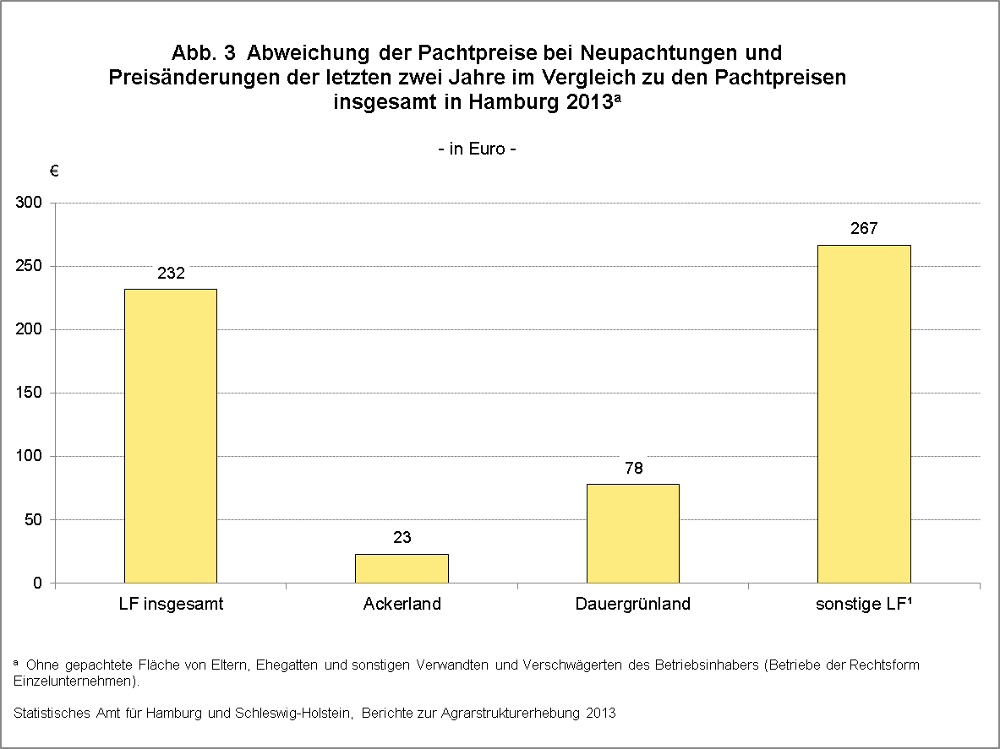 Abb. 3  Abweichung der Pachtpreise bei Neupachtungen und
Preisänderungen der letzten zwei Jahre im Vergleich zu den Pachtpreisen
insgesamt in Hamburg 2013ᵃ
- in Euro -
€
300
250
200
150
100
50
0
232
23
78
267
LF insgesamt
Ackerland
Dauergrünland
sonstige LF¹
ᵃ Ohne gepachtete Fläche von Eltern, Ehegatten und sonstigen Verwandten und Verschwägerten des Betriebsinhabers (Betriebe der Rechtsform
Einzelunternehmen).
Statistisches Amt für Hamburg und Schleswig-Holstein, Berichte zur Agrarstrukturerhebung 2013